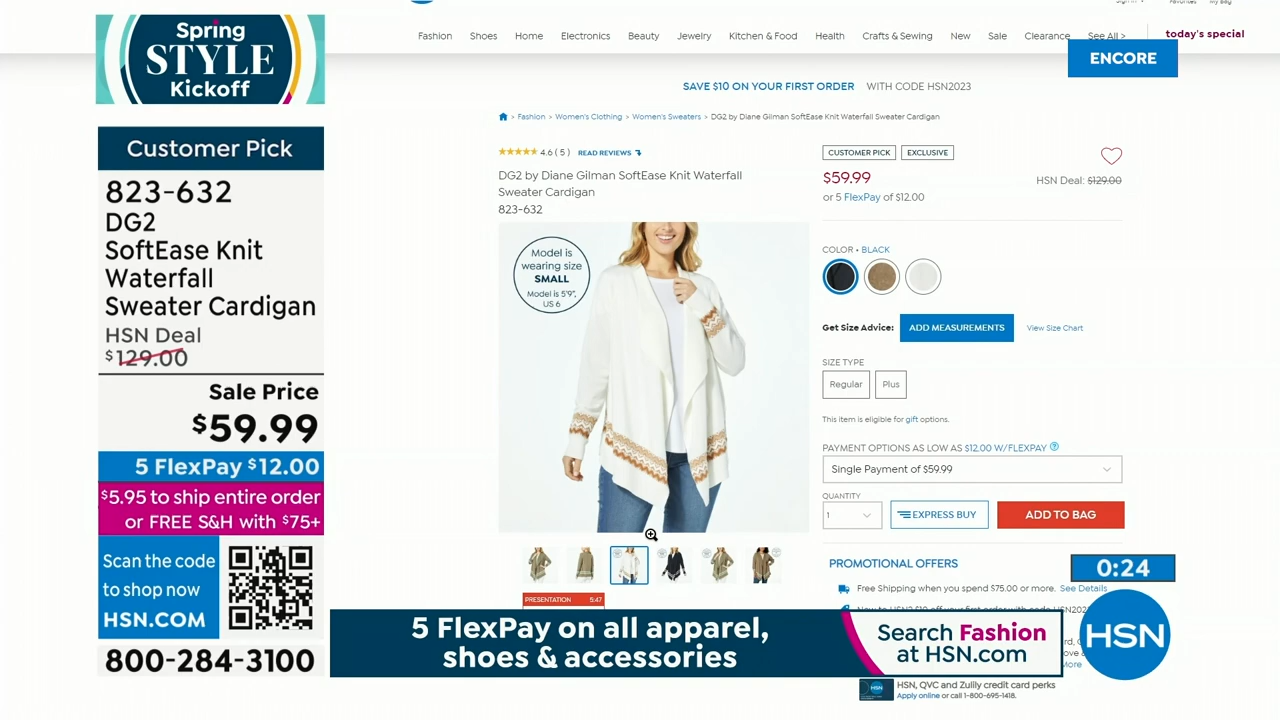 Spring
STYLE
Kickoff
Customer Pick
823-632
DG2
SoftEase Knit
Waterfall
Sweater Cardigan
HSN Deal
$129.00
Sale Price
$59.99
5 FlexPay $12.00
$5.95 to ship entire order
or FREE S&H with $75+
Scan the code
to shop now
HSN.COM
800-284-3100
Fashion Shoes Home Electronics Beauty Jewelry Kitchen & Food Health Crafts & Sewing New Sale Clearance See All > today's special
ENCORE
SAVE $10 ON YOUR FIRST ORDER WITH CODE HSN2023
> Fashion > Women's Clothing > Women's Sweaters > DG2 by Diane Gilman SoftEase Knit Waterfall Sweater Cardigan
4.6 ( 5 ) READ REVIEWS
DG2 by Diane Gilman SoftEase Knit Waterfall
Sweater Cardigan
823-632
Model is
wearing size
SMALL
Model is 5'9",
US 6
PRESENTATION 5:47
CUSTOMER PICK EXCLUSIVE
$59.99 HSN Deal: $129.00
or 5 FlexPay of $12.00
COLOR • BLACK
Get Size Advice: ADD MEASUREMENTS View Size Chart
SIZE TYPE
Regular Plus
This item is eligible for gift options.
PAYMENT OPTIONS AS LOW AS $12.00 W/FLEXPAY ?
Single Payment of $59.99
QUANTITY
1 EXPRESS BUY ADD TO BAG
PROMOTIONAL OFFERS
0:24
Free Shipping when you spend $75.00 or more. See Details
5 FlexPay on all apparel,
shoes & accessories
Search Fashion
at HSN.com
HSN
HSN, QVC and Zulily credit card perks
Apply online or call 1-800-695-1418.